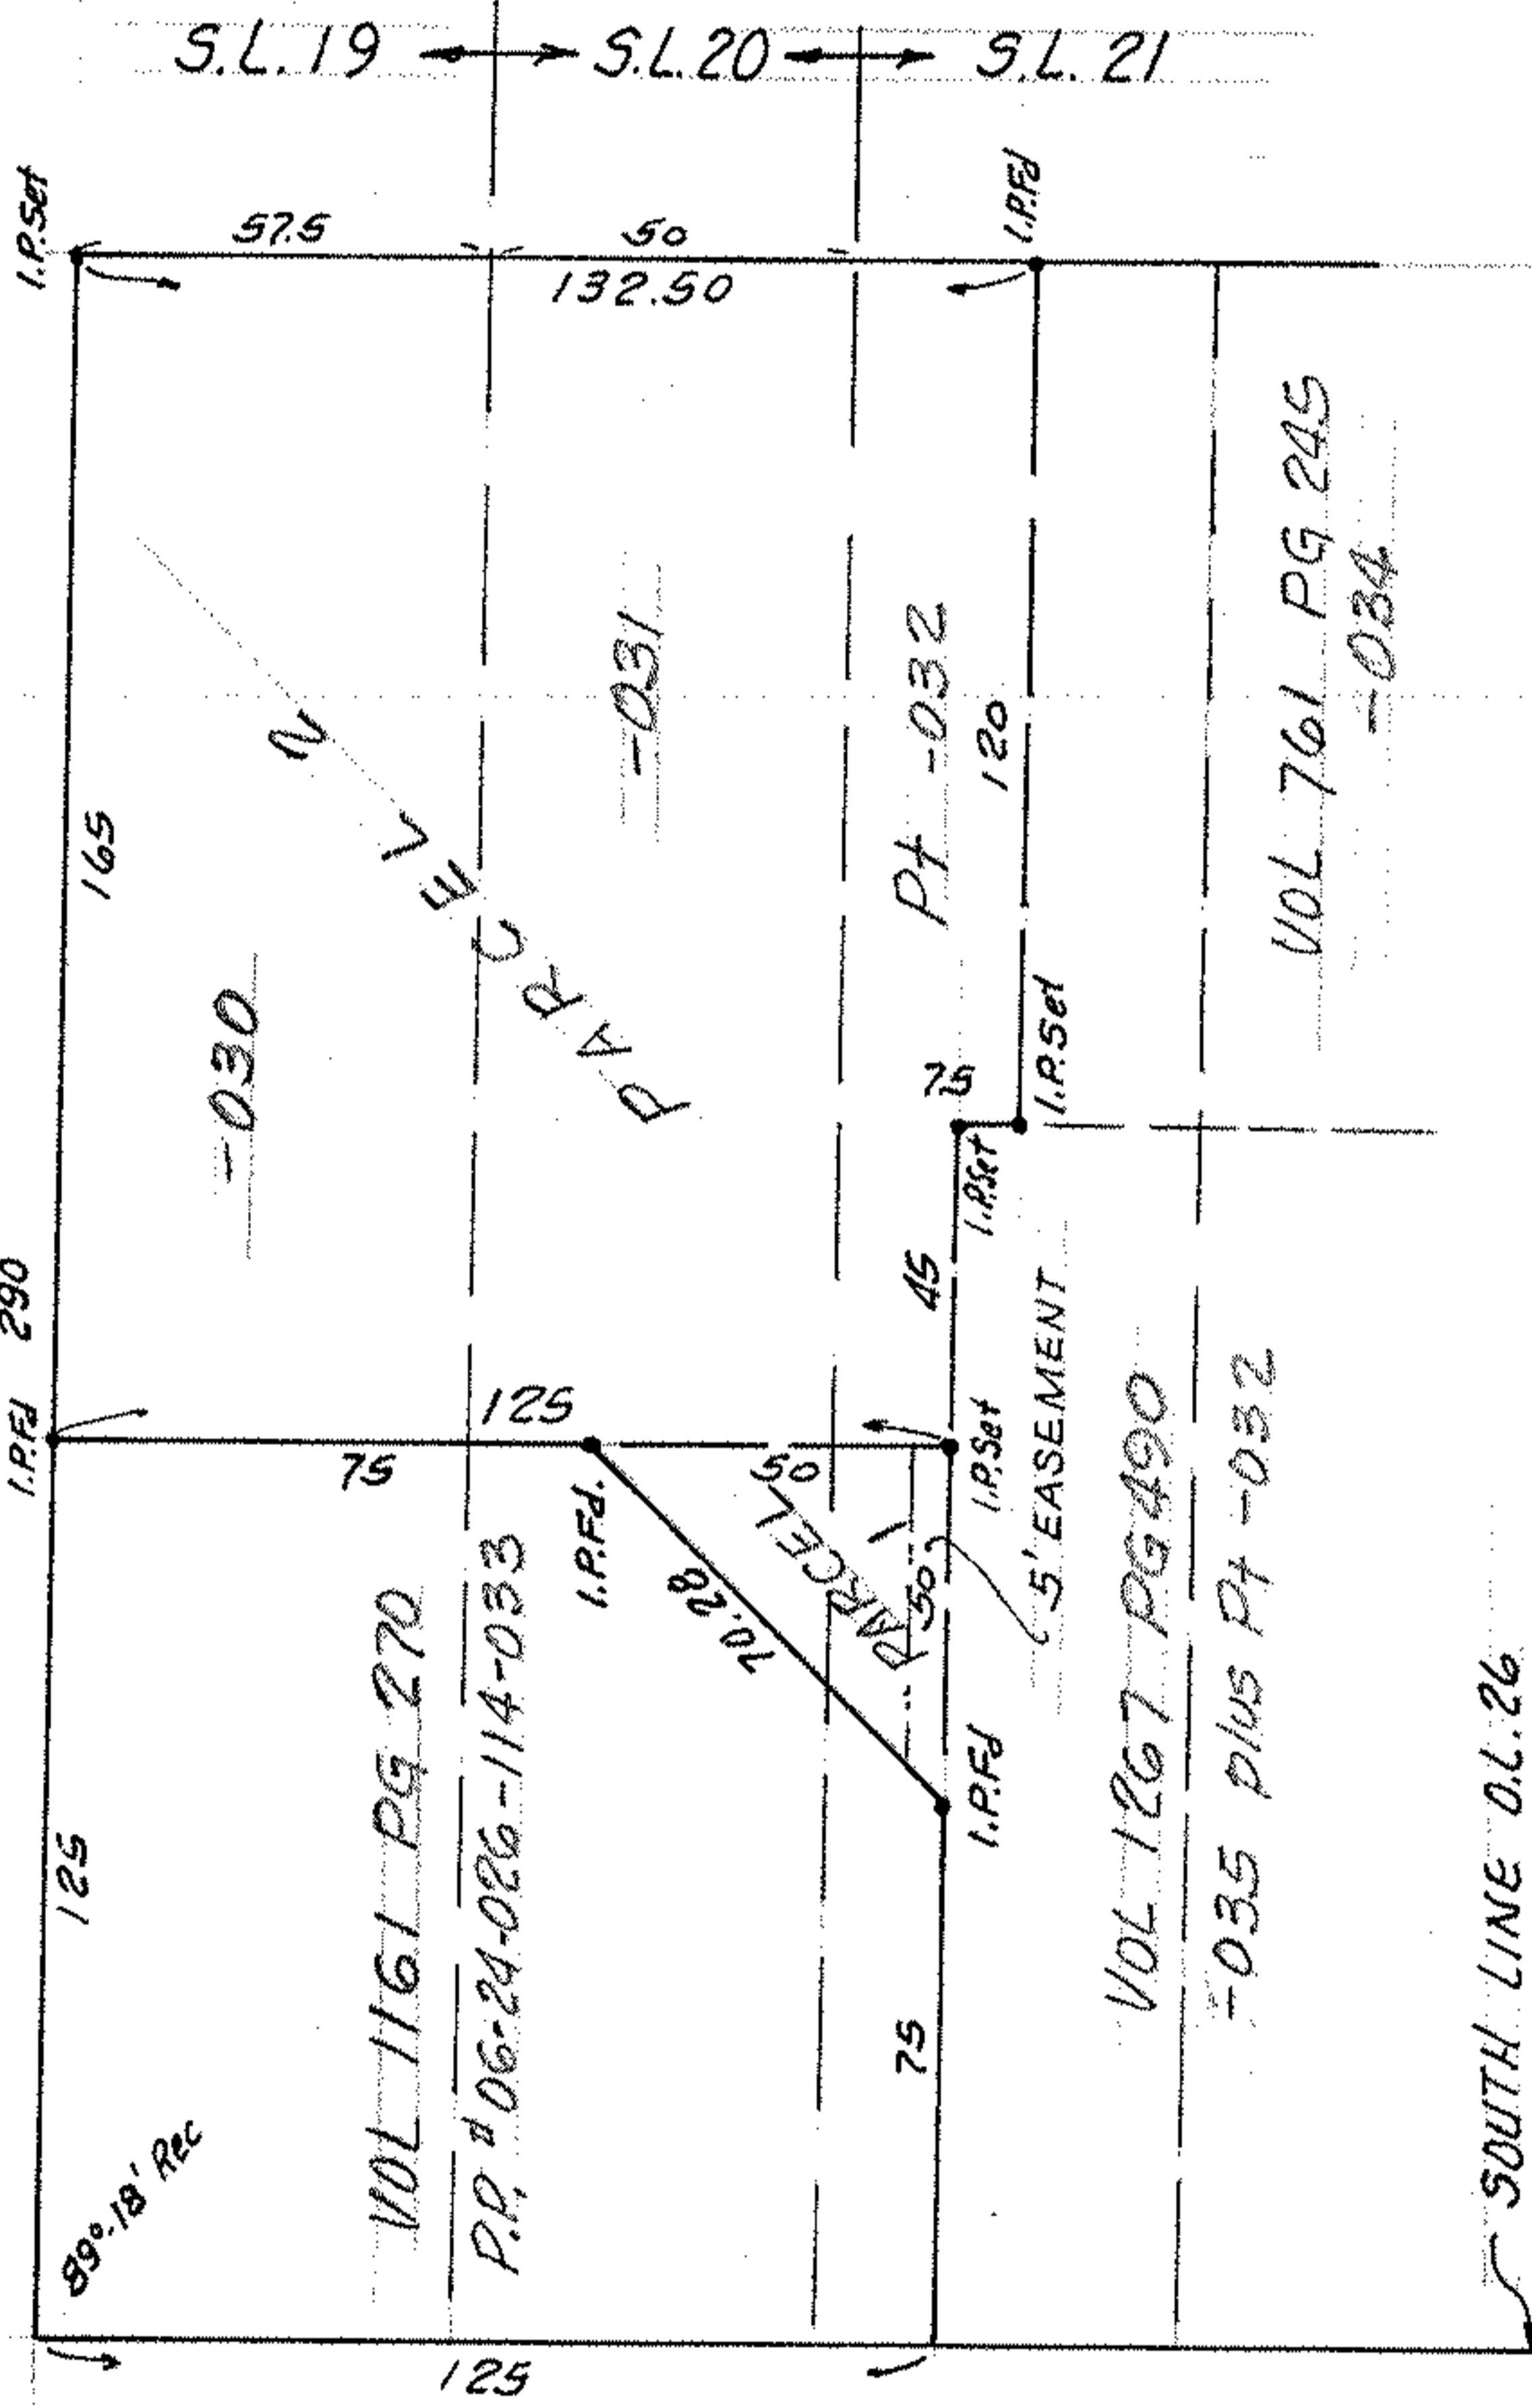 S.L. 19
S.L. 20
S.L. 21
I.P. Set
57.5
50
132.50
I.P.Fd
165
-030
-031
Pt -032
120
VOL 761 PG 245
-034
I.P.Fd 290
75
I.P.Set
I.P.Set
45
125
75
50
I.P.Fd.
70.28
PARCEL 1
50
I.P.Set
5' EASEMENT
I.P.Fd
125
VOL 1161 PG 270
P.P. #06-24-026-114-033
75
VOL 1267 PG 490
-035 plus Pt -032
89°-18' Rec
125
SOUTH LINE O.L. 26